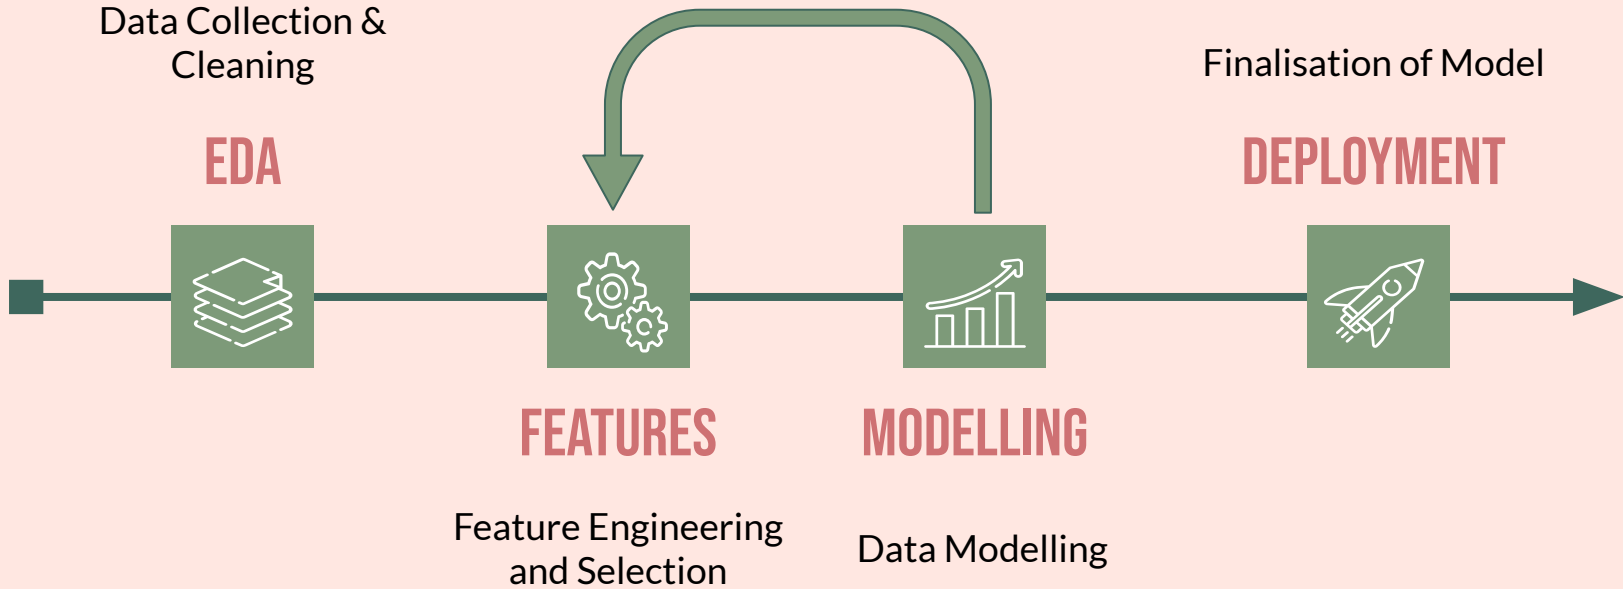 Data Collection &
Cleaning
EDA
FEATURES
Feature Engineering
and Selection
MODELLING
Data Modelling
Finalisation of Model
DEPLOYMENT